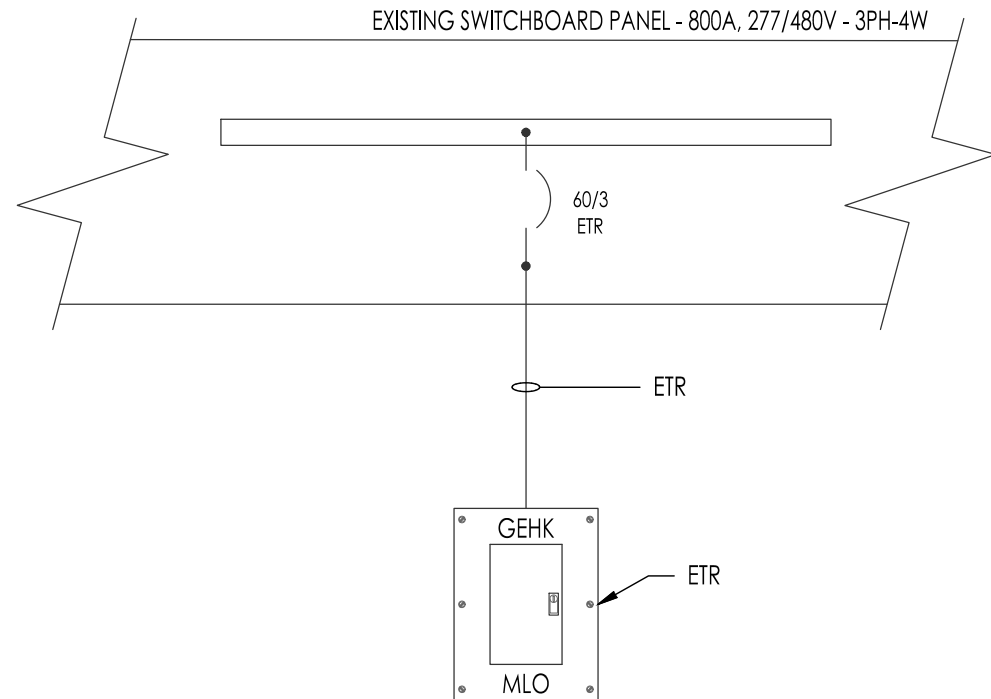 EXISTING SWITCHBOARD PANEL - 800A, 277/480V - 3PH-4W
60/3
ETR
ETR
GEHK
ETR
MLO